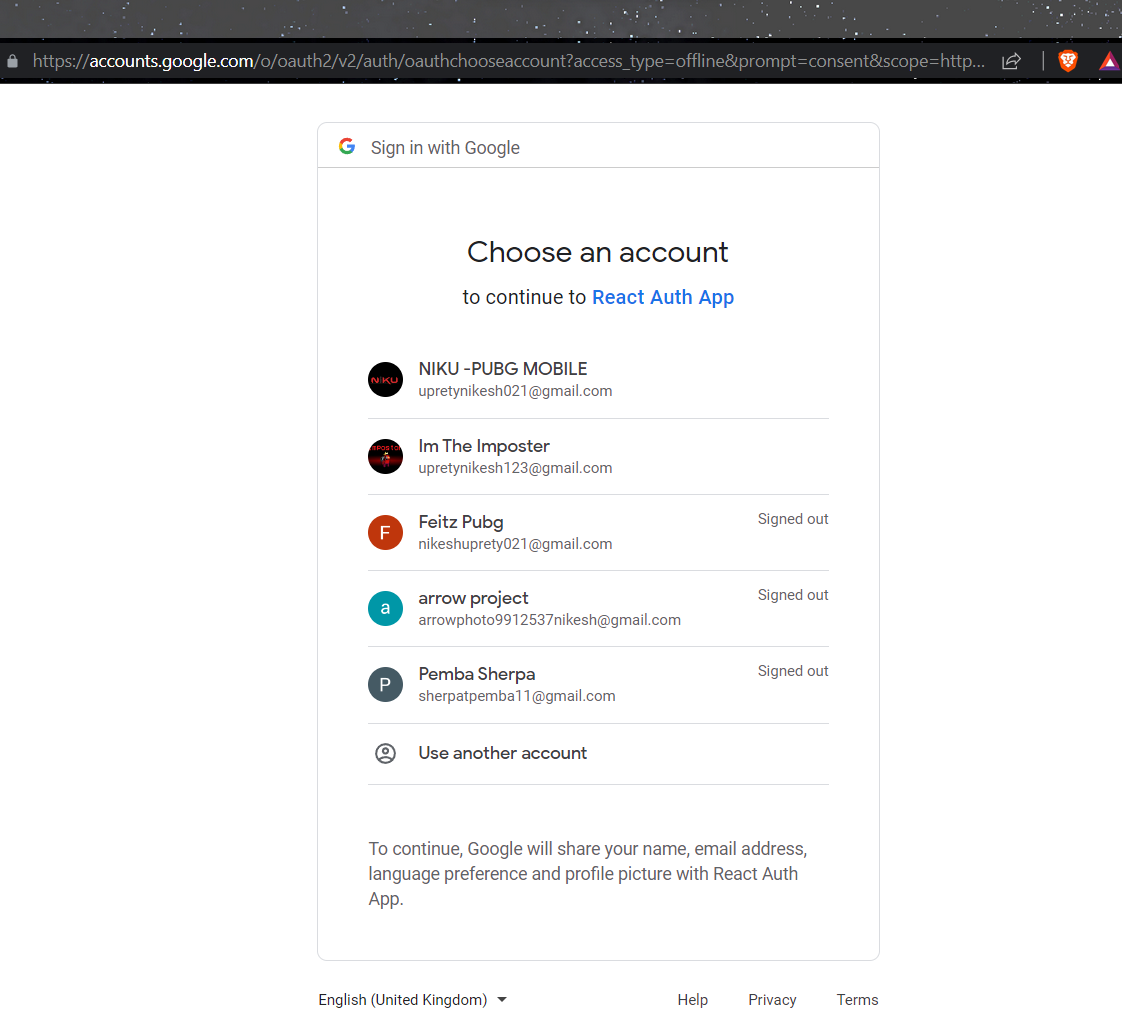 https://accounts.google.com/o/oauth2/v2/auth/oauthchooseaccount?access_type=offline&prompt=consent&scope=http...
Sign in with Google
Choose an account
to continue to React Auth App
NIKU
NIKU -PUBG MOBILE
upretynikesh021@gmail.com
Im The Imposter
upretynikesh123@gmail.com
F
Feitz Pubg
Signed out
nikeshuprety021@gmail.com
a
arrow project
Signed out
arrowphoto9912537nikesh@gmail.com
P
Pemba Sherpa
Signed out
sherpatpemba11@gmail.com
Use another account
To continue, Google will share your name, email address,
language preference and profile picture with React Auth
App.
English (United Kingdom) Help Privacy Terms